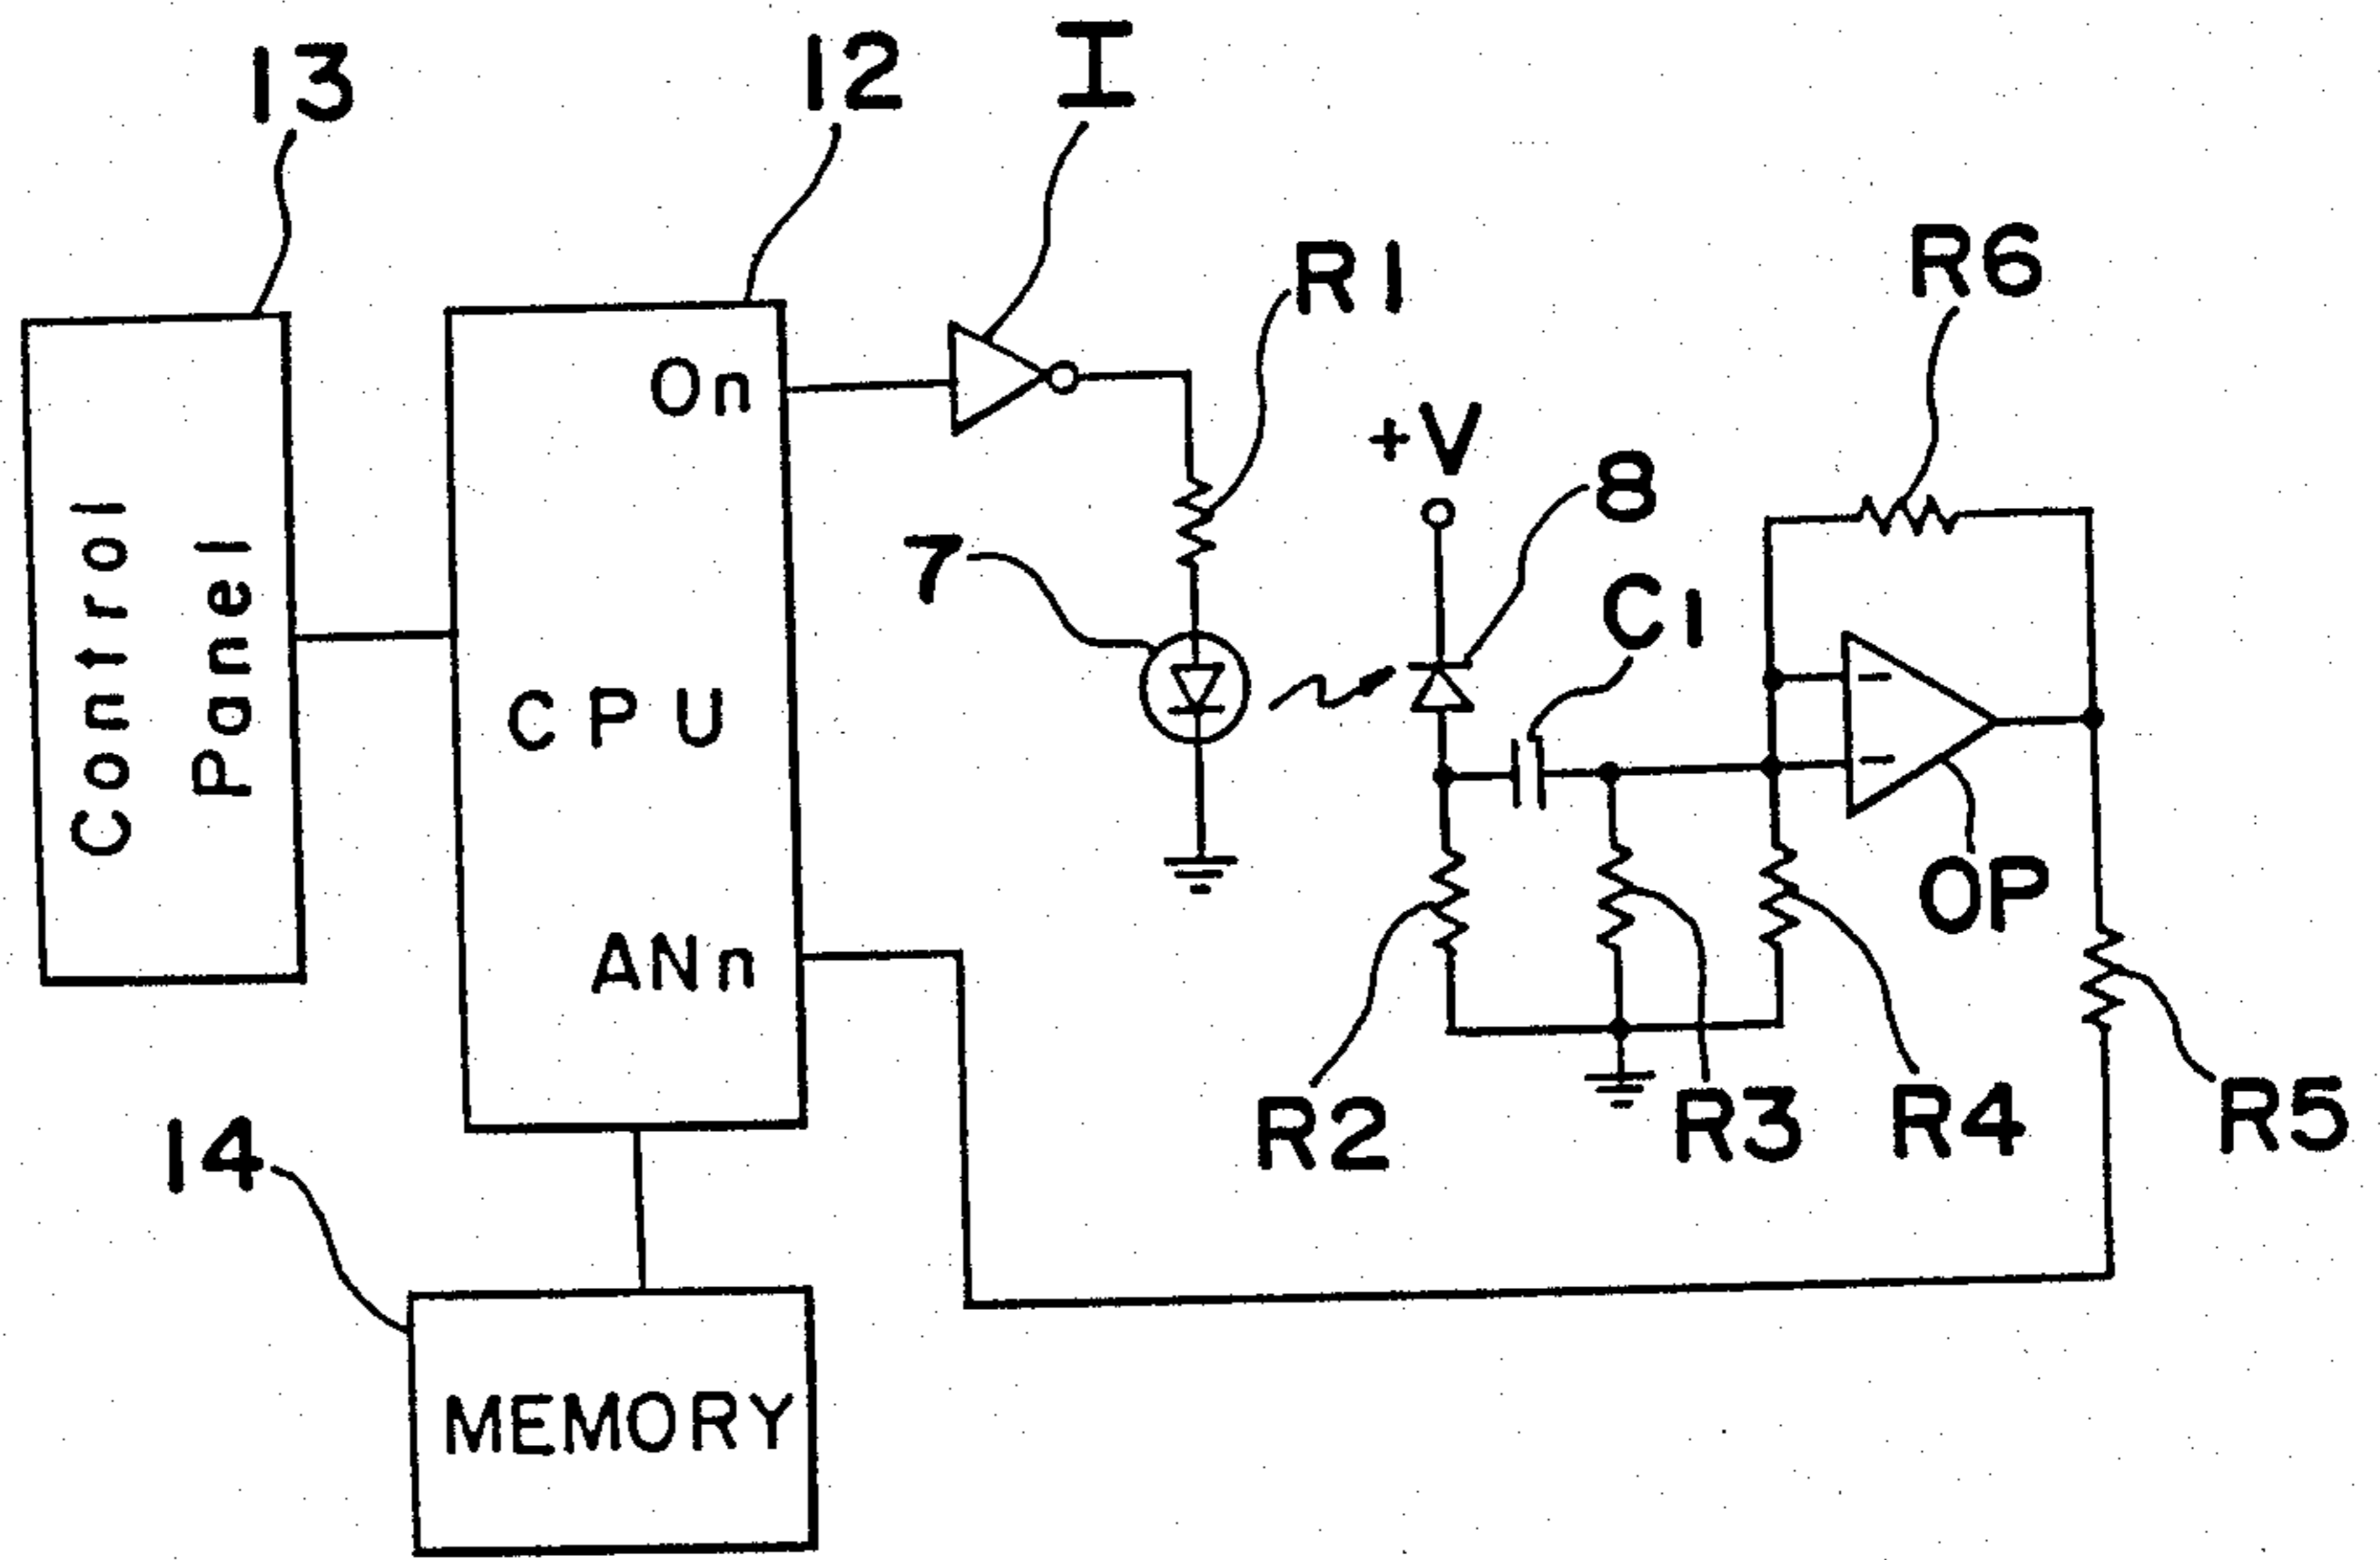 13
12
I
R1
R6
On
+V
8
7
C1
Control
Panel
CPU
−
−
OP
ANn
R2
R3
R4
R5
14
MEMORY